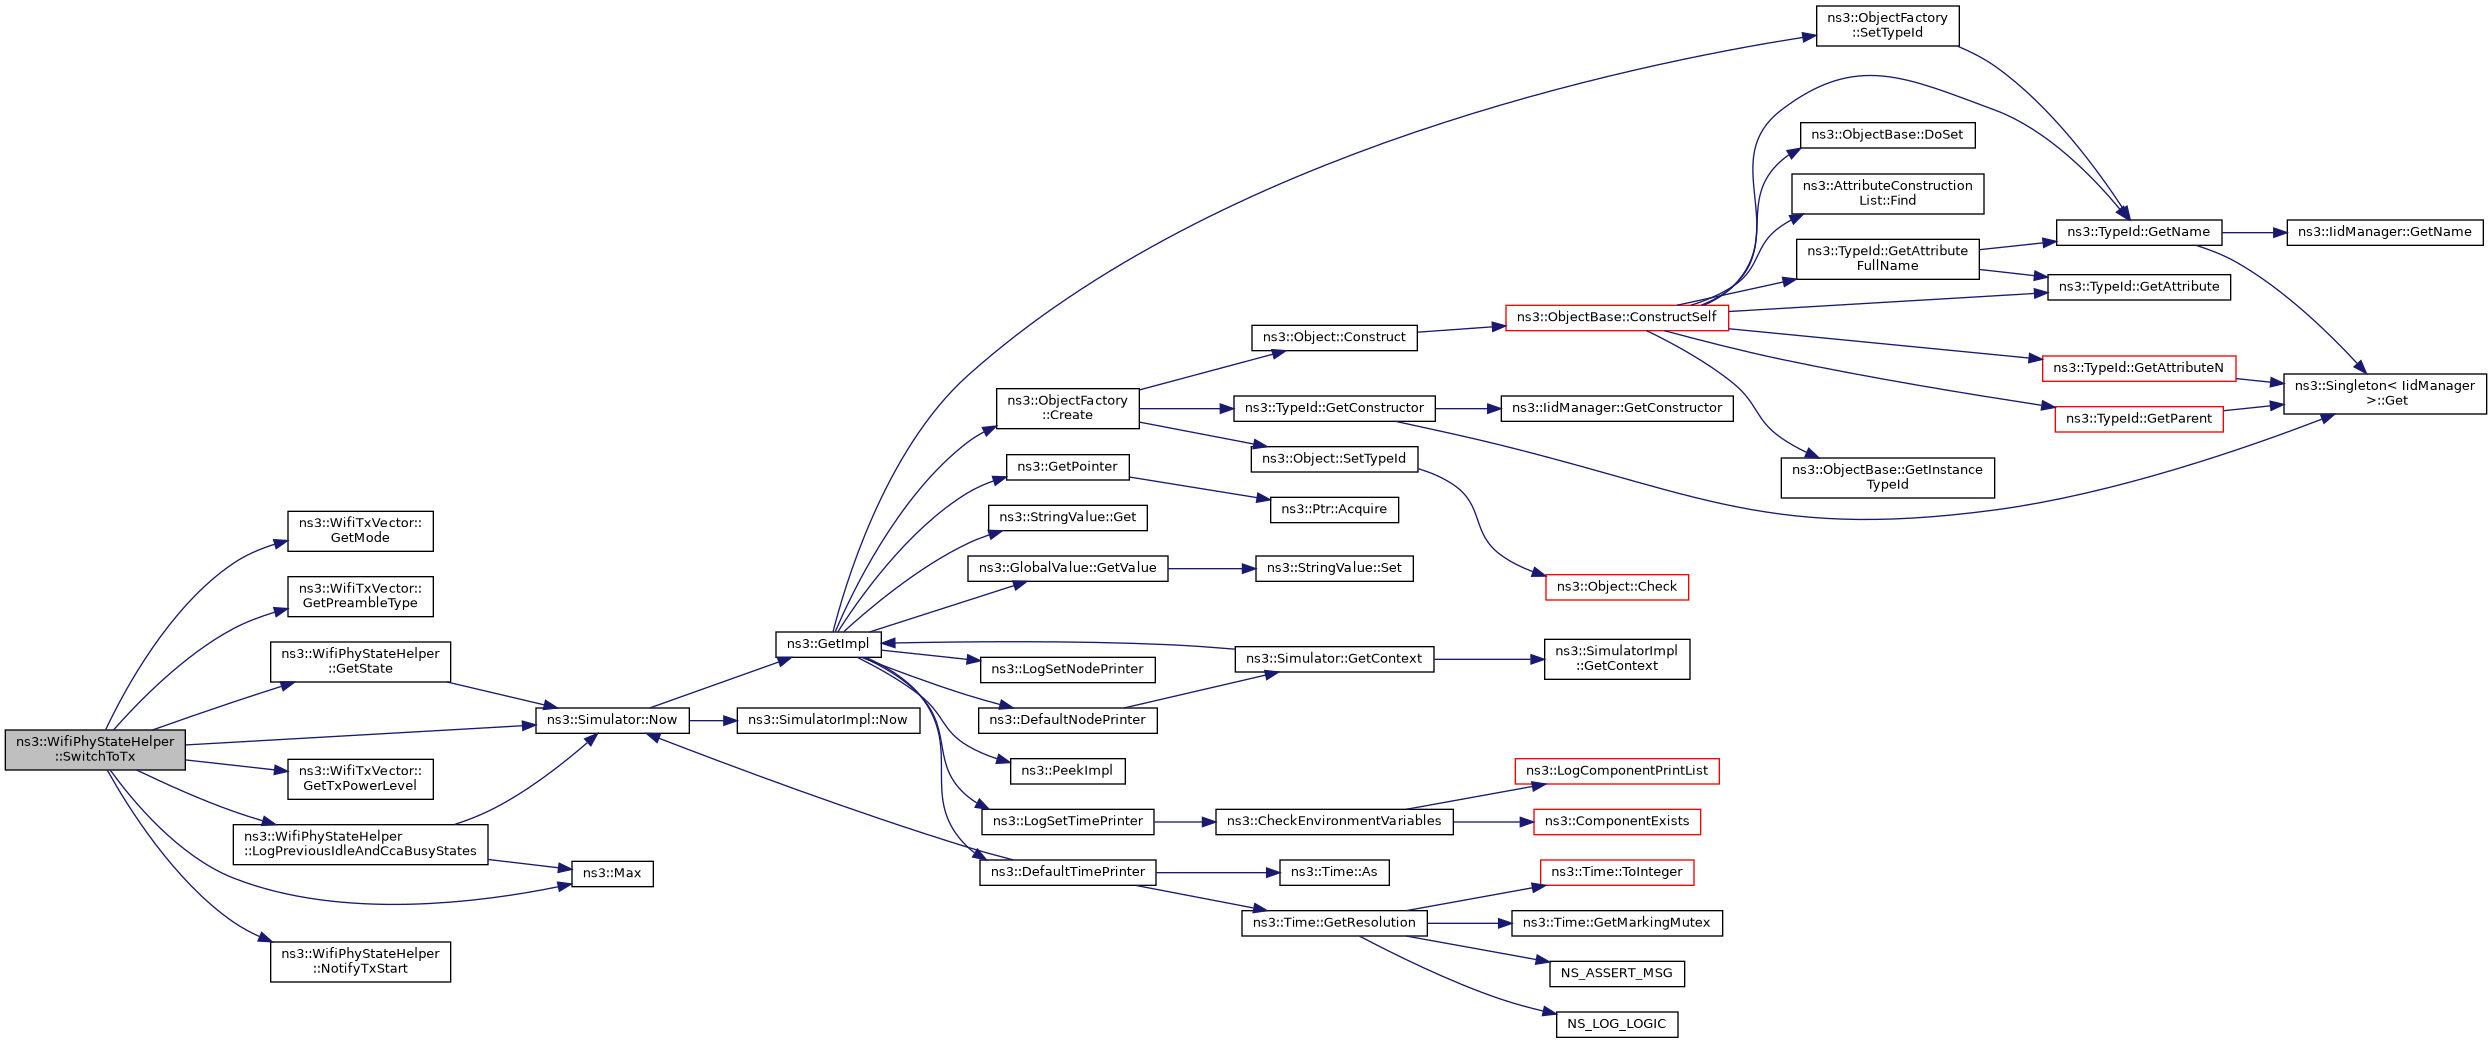 ns3::WifiPhyStateHelper
::SwitchToTx
ns3::WifiTxVector::
GetMode
ns3::WifiTxVector::
GetPreambleType
ns3::WifiPhyStateHelper
::GetState
ns3::Simulator::Now
ns3::WifiTxVector::
GetTxPowerLevel
ns3::WifiPhyStateHelper
::LogPreviousIdleAndCcaBusyStates
ns3::Max
ns3::WifiPhyStateHelper
::NotifyTxStart
ns3::GetImpl
ns3::SimulatorImpl::Now
ns3::ObjectFactory
::Create
ns3::GetPointer
ns3::StringValue::Get
ns3::GlobalValue::GetValue
ns3::LogSetNodePrinter
ns3::DefaultNodePrinter
ns3::PeekImpl
ns3::LogSetTimePrinter
ns3::DefaultTimePrinter
ns3::Object::Construct
ns3::TypeId::GetConstructor
ns3::Object::SetTypeId
ns3::Ptr::Acquire
ns3::StringValue::Set
ns3::Simulator::GetContext
ns3::CheckEnvironmentVariables
ns3::Time::As
ns3::Time::GetResolution
ns3::ObjectBase::ConstructSelf
ns3::IidManager::GetConstructor
ns3::Object::Check
ns3::SimulatorImpl
::GetContext
ns3::LogComponentPrintList
ns3::ComponentExists
ns3::Time::ToInteger
ns3::Time::GetMarkingMutex
NS_ASSERT_MSG
NS_LOG_LOGIC
ns3::ObjectFactory
::SetTypeId
ns3::ObjectBase::DoSet
ns3::AttributeConstruction
List::Find
ns3::TypeId::GetAttribute
FullName
ns3::ObjectBase::GetInstance
TypeId
ns3::TypeId::GetName
ns3::TypeId::GetAttribute
ns3::TypeId::GetAttributeN
ns3::TypeId::GetParent
ns3::IidManager::GetName
ns3::Singleton< IidManager
>::Get